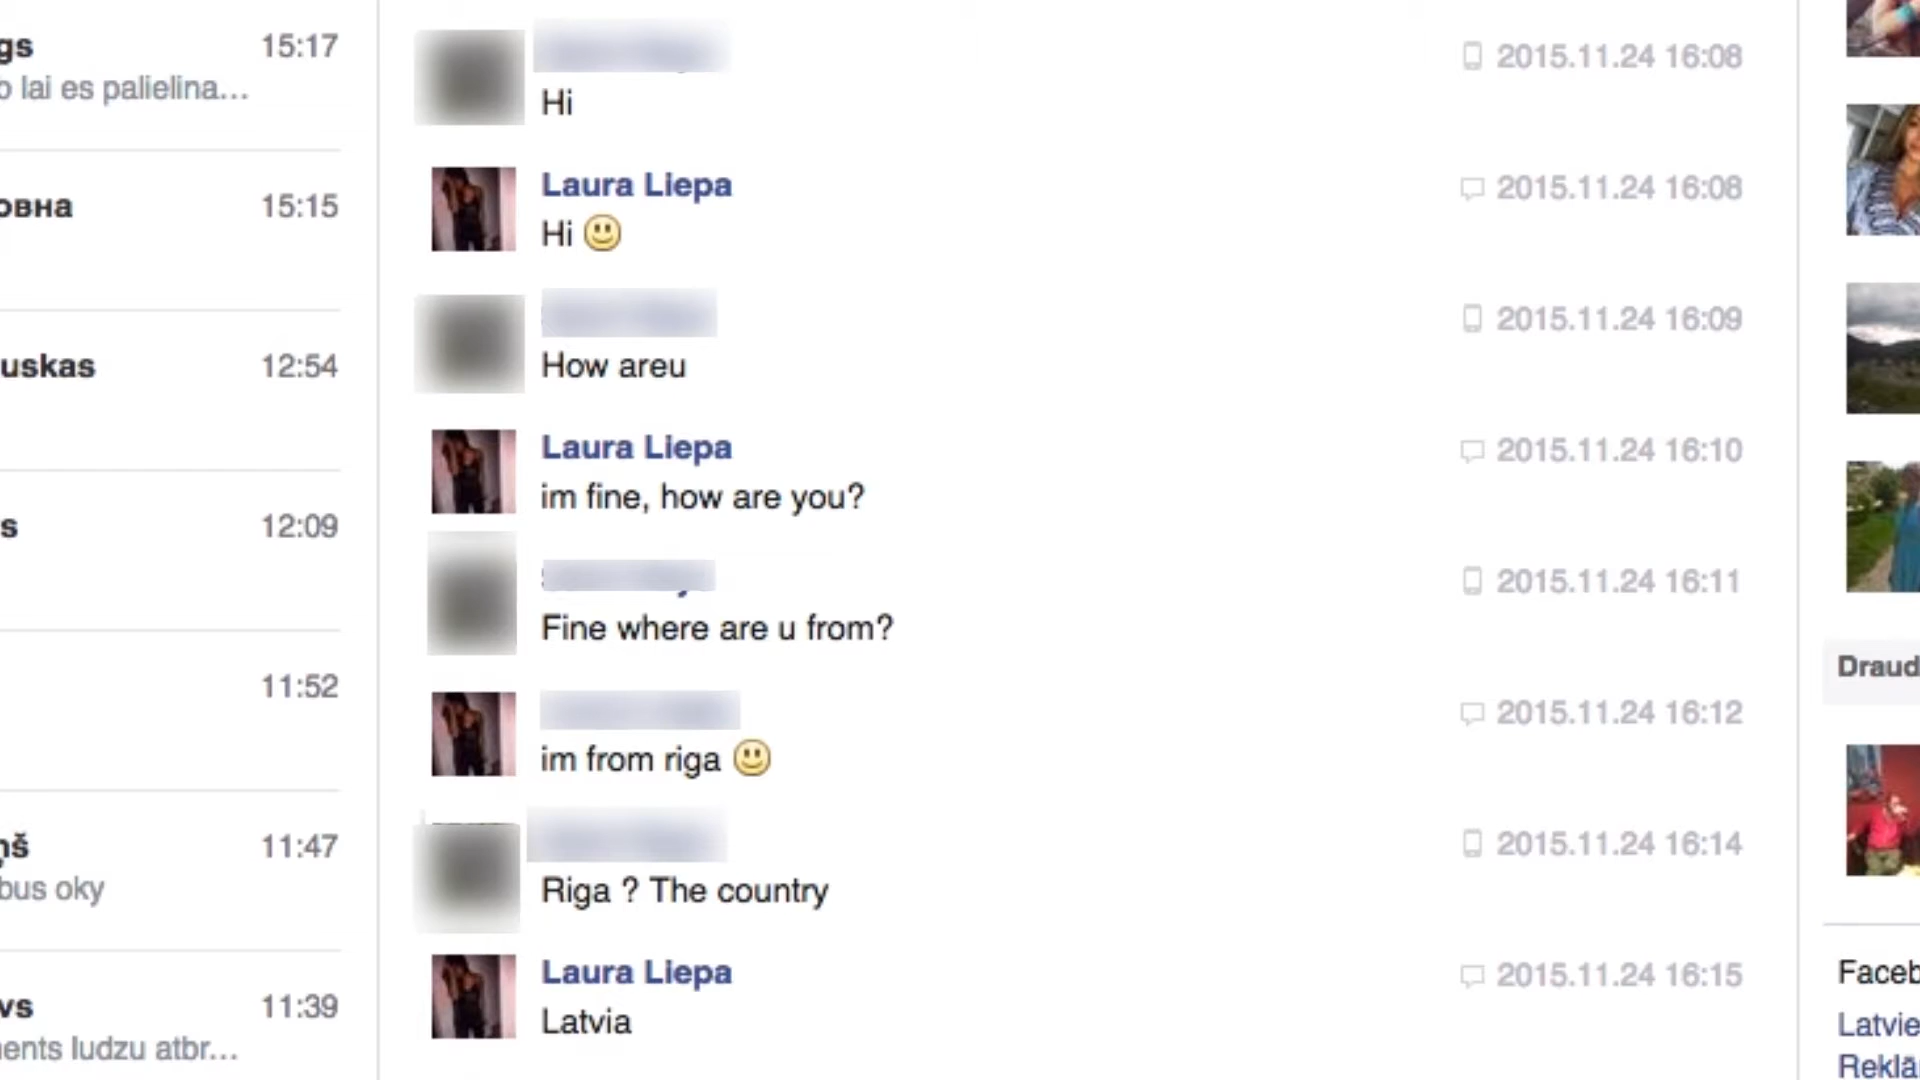 gs 15:17
o lai es palielina...
овна 15:15
uskas 12:54
s 12:09
11:52
ņš 11:47
bus oky
vs 11:39
ents ludzu atbr...
2015.11.24 16:08
Hi
Laura Liepa 2015.11.24 16:08
Hi
2015.11.24 16:09
How areu
Laura Liepa 2015.11.24 16:10
im fine, how are you?
2015.11.24 16:11
Fine where are u from?
2015.11.24 16:12
im from riga
2015.11.24 16:14
Riga ? The country
Laura Liepa 2015.11.24 16:15
Latvia
Draud
Faceb
Latvie
Reklā